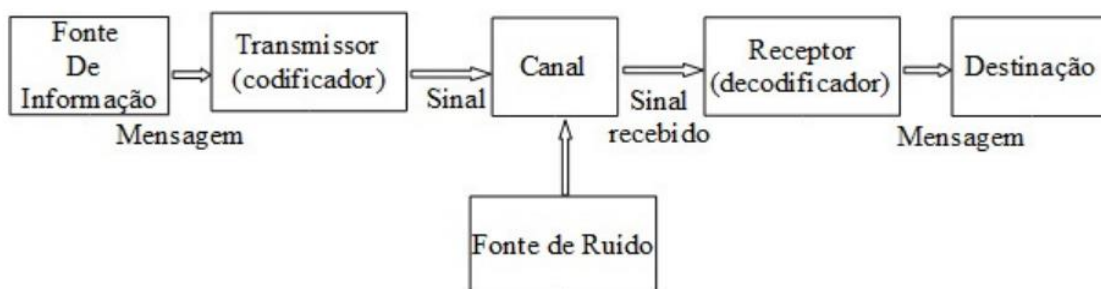 Fonte
De
Informação
Transmissor
(codificador)
Canal
Receptor
(decodificador)
Destinação
Mensagem
Sinal
Sinal
recebido
Mensagem
Fonte de Ruído